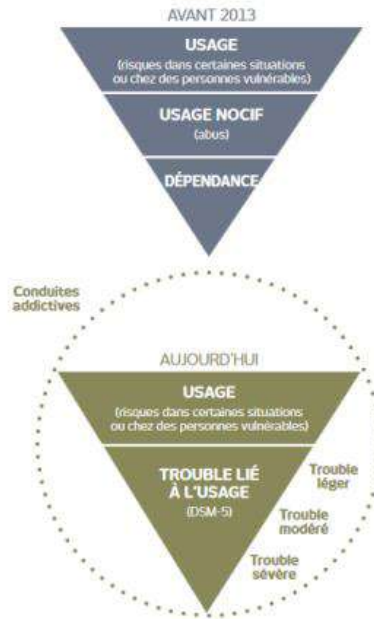 AVANT 2013
USAGE
(risques dans certaines situations
ou chez des personnes vulnérables)
USAGE NOCIF
(abus)
DÉPENDANCE
Conduites
addictives
AUJOURD'HUI
USAGE
(risques dans certaines situations
ou chez des personnes vulnérables)
TROUBLE LIÉ
À L'USAGE
(DSM-5)
Trouble
léger
Trouble
modéré
Trouble
sévère